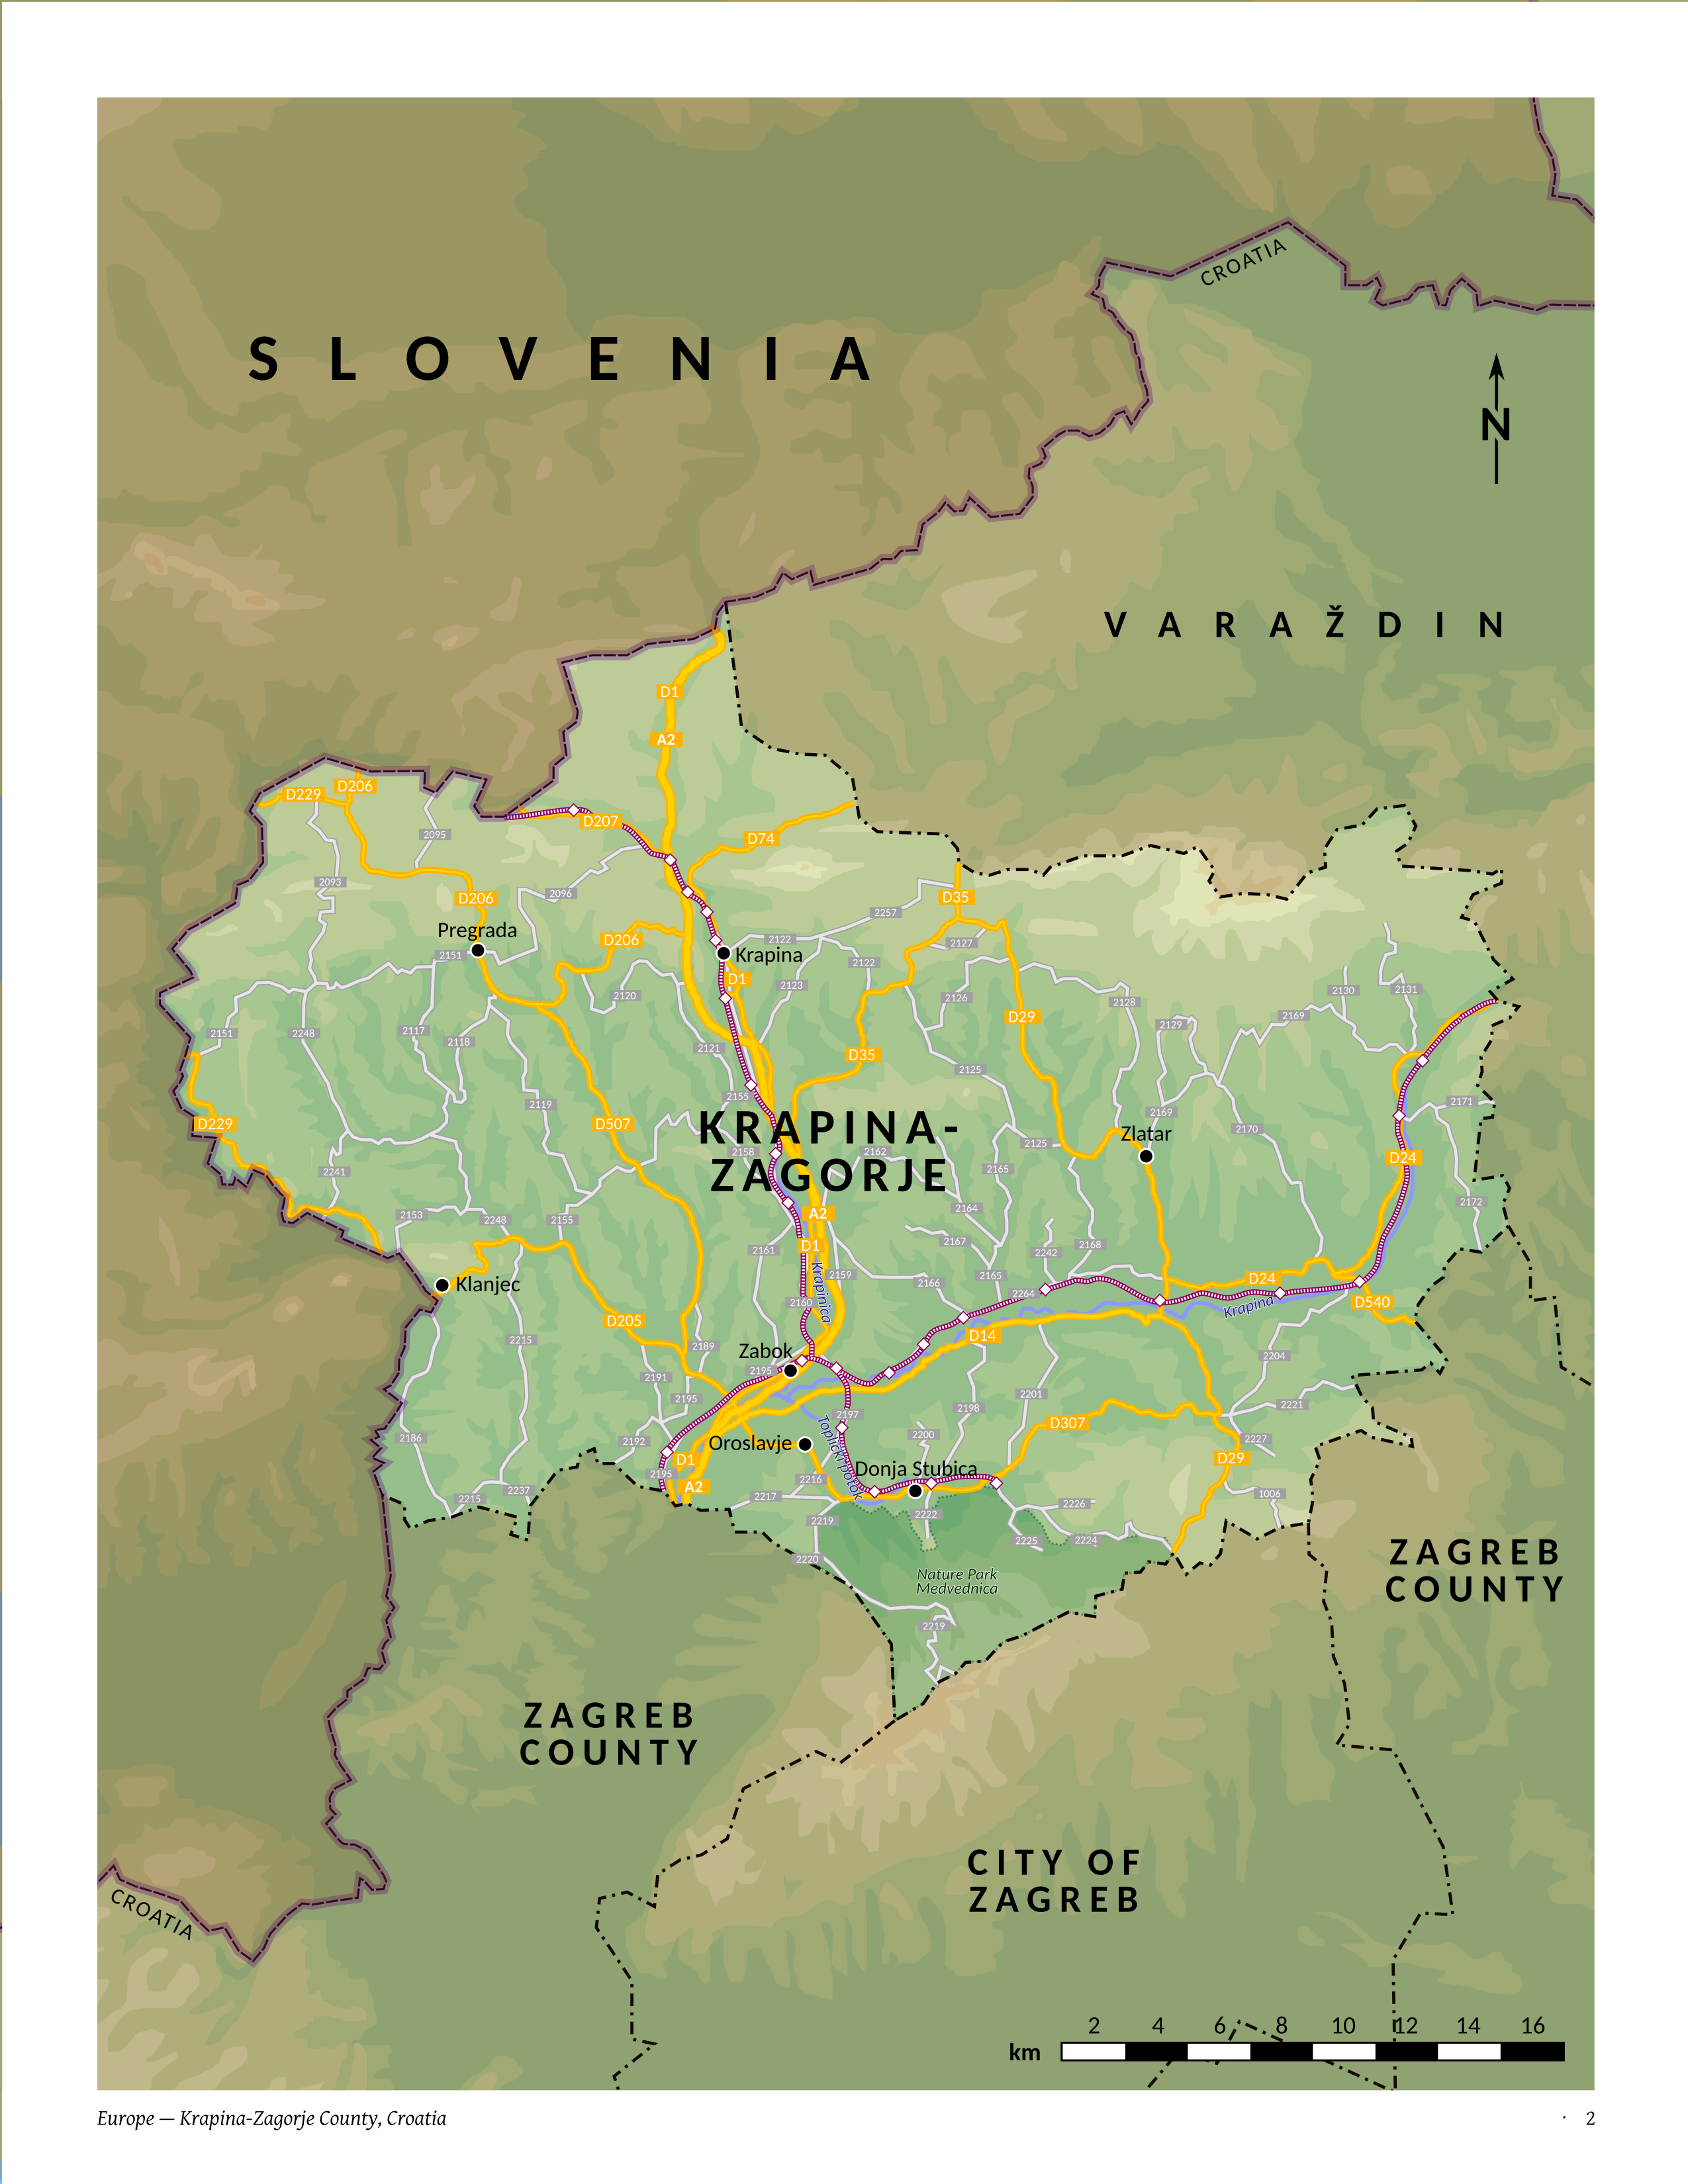 CROATIA
SLOVENIA
N
VARAŽDIN
D1
A2
D206
D229
D207
D74
2095
2093
2096
D206
D35
2257
Pregrada
D206
2122
2127
2151
Krapina
2122
D1
2123
2120
2126
2128
2130
2131
2151
2248
2117
2118
D29
2129
2169
2121
D35
2125
2155
2119
2171
D229
D507
2169
KRAPINA-
Zlatar
2170
2125
2158
2162
D24
ZAGORJE
2165
2241
2172
2164
2153
2248
2155
A2
2167
D1
2161
2242
2168
2159
2165
2166
D24
Klanjec
Krapinica
2264
2160
Krapina
D540
D205
D14
2215
2189
Zabok
2204
2195
2191
2195
2201
2221
2198
2197
D307
2200
2186
2192
Oroslavje
Toplički potok
2227
D1
D29
Donja Stubica
2195
2216
A2
2237
2215
2217
1006
2226
2222
2219
2225
2224
ZAGREB
COUNTY
2220
Nature Park
Medvednica
2219
ZAGREB
COUNTY
CITY OF
ZAGREB
CROATIA
2 4 6 8 10 12 14 16
km
Europe — Krapina-Zagorje County, Croatia
· 2